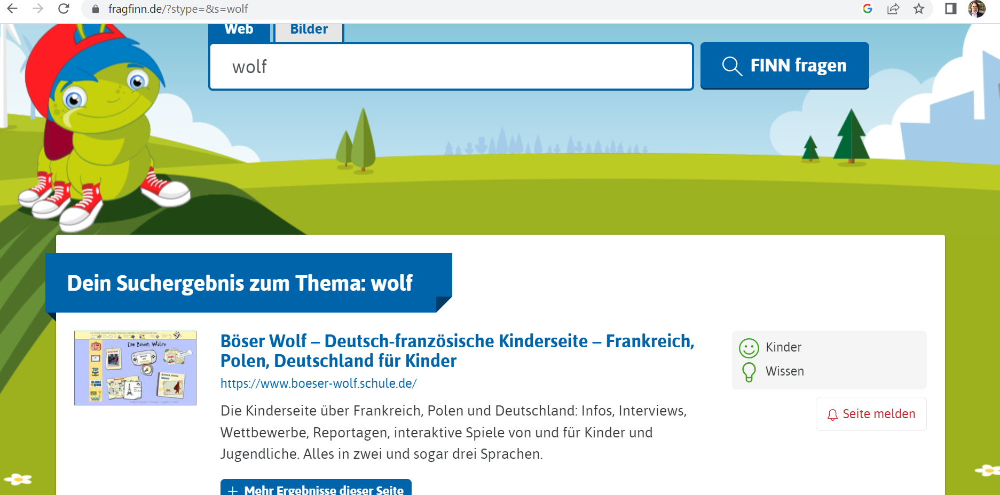 fragfinn.de/?stype=&s=wolf
Web
Bilder
wolf
FINN fragen
Dein Suchergebnis zum Thema: wolf
Die Bösen Wölfe
Böser Wolf – Deutsch-französische Kinderseite – Frankreich,
Polen, Deutschland für Kinder
https://www.boeser-wolf.schule.de/
Die Kinderseite über Frankreich, Polen und Deutschland: Infos, Interviews,
Wettbewerbe, Reportagen, interaktive Spiele von und für Kinder und
Jugendliche. Alles in zwei und sogar drei Sprachen.
+ Mehr Ergebnisse dieser Seite
Kinder
Wissen
Seite melden